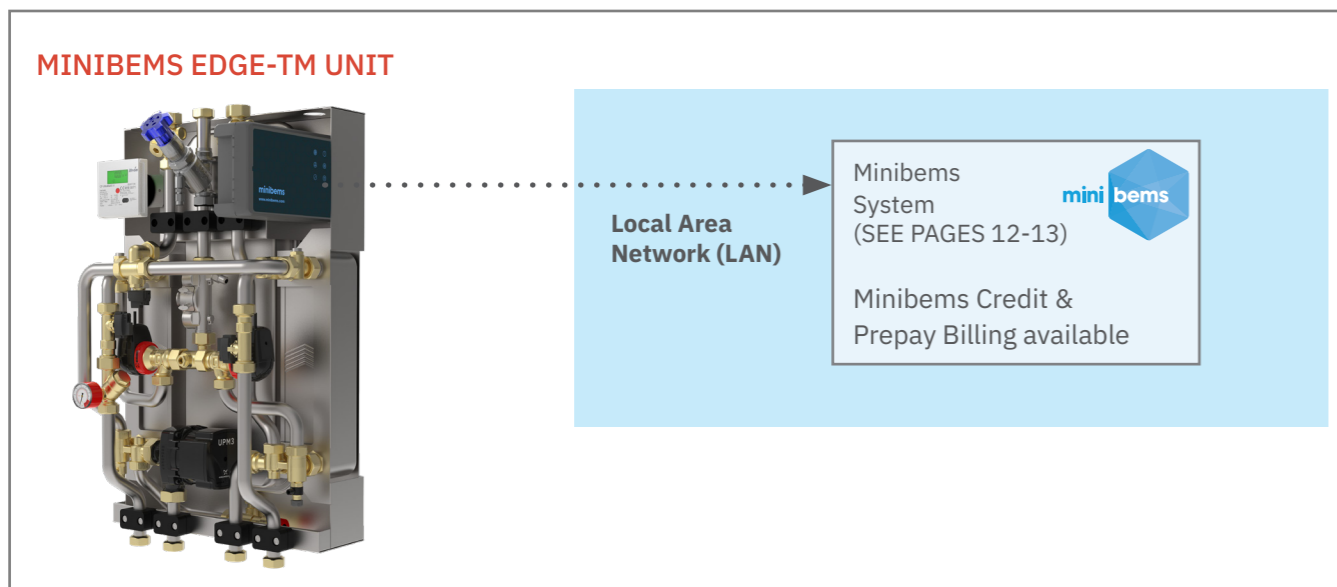 MINIBEMS EDGE-TM UNIT
minibems
UPM3
Local Area
Network (LAN)
Minibems
System
(SEE PAGES 12-13)
mini bems
Minibems Credit &
Prepay Billing available